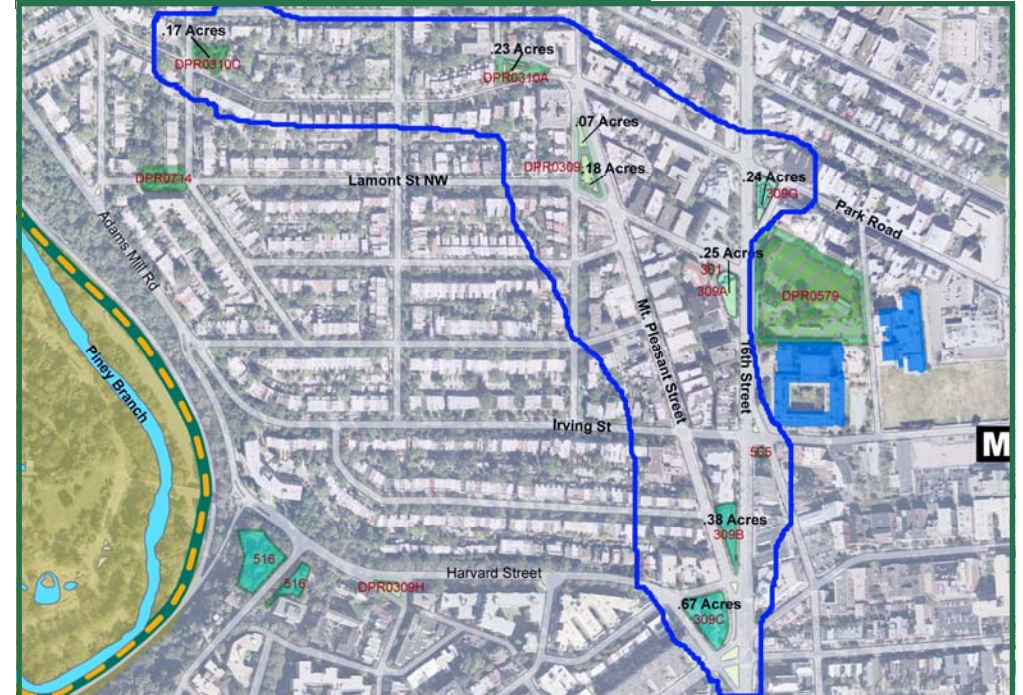 .17 Acres
DPR0310C
.23 Acres
DPR0310A
.07 Acres
DPR0309
.18 Acres
DPR0714
Lamont St NW
.24 Acres
309G
Park Road
Adams Mill Rd
.25 Acres
301
309A
DPR0579
Mt. Pleasant Street
16th Street
Piney Branch
Irving St
M
.38 Acres
309B
516
516
DPR0309H
Harvard Street
.67 Acres
309C